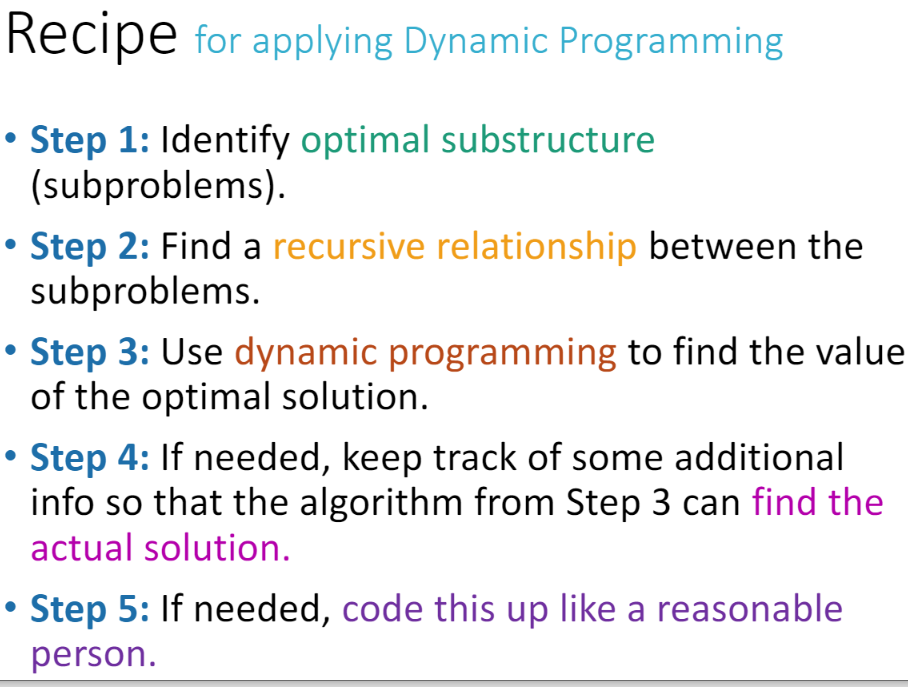 Recipe for applying Dynamic Programming
• Step 1: Identify optimal substructure
(subproblems).
• Step 2: Find a recursive relationship between the
subproblems.
• Step 3: Use dynamic programming to find the value
of the optimal solution.
• Step 4: If needed, keep track of some additional
info so that the algorithm from Step 3 can find the
actual solution.
• Step 5: If needed, code this up like a reasonable
person.